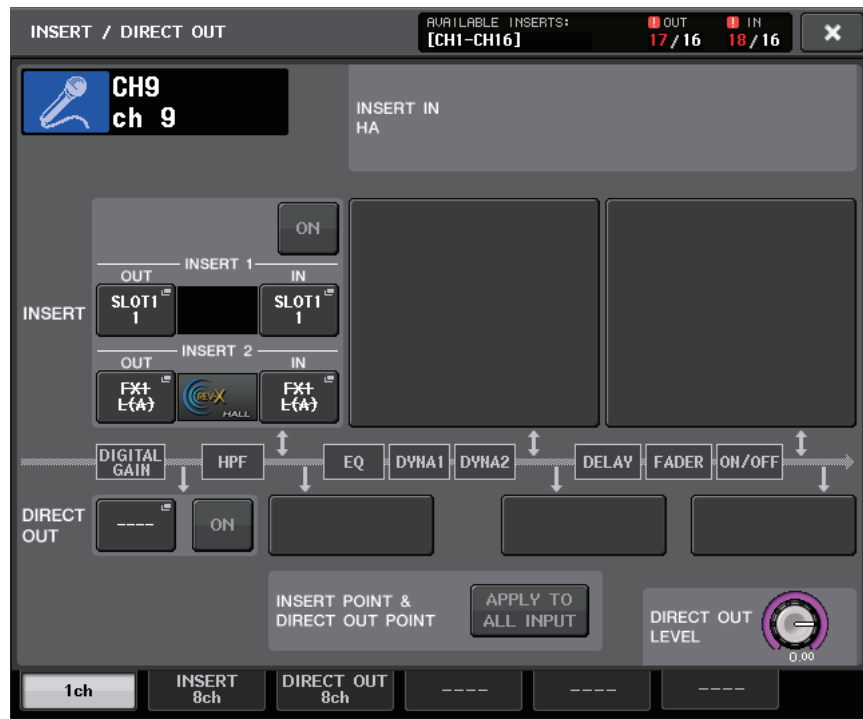 INSERT / DIRECT OUT
AVAILABLE INSERTS:
[CH1-CH16]
! OUT
17/16
! IN
18/16
×
CH9
ch 9
INSERT IN
HA
ON
INSERT 1
OUT
IN
SLOT1
1
SLOT1
1
INSERT
INSERT 2
OUT
IN
FX1
L(A)
REV-X
HALL
FX1
L(A)
DIGITAL
GAIN
HPF
EQ
DYNA1
DYNA2
DELAY
FADER
ON/OFF
DIRECT
OUT
----
ON
INSERT POINT &
DIRECT OUT POINT
APPLY TO
ALL INPUT
DIRECT OUT
LEVEL
0.00
1ch
INSERT
8ch
DIRECT OUT
8ch
----
----
----